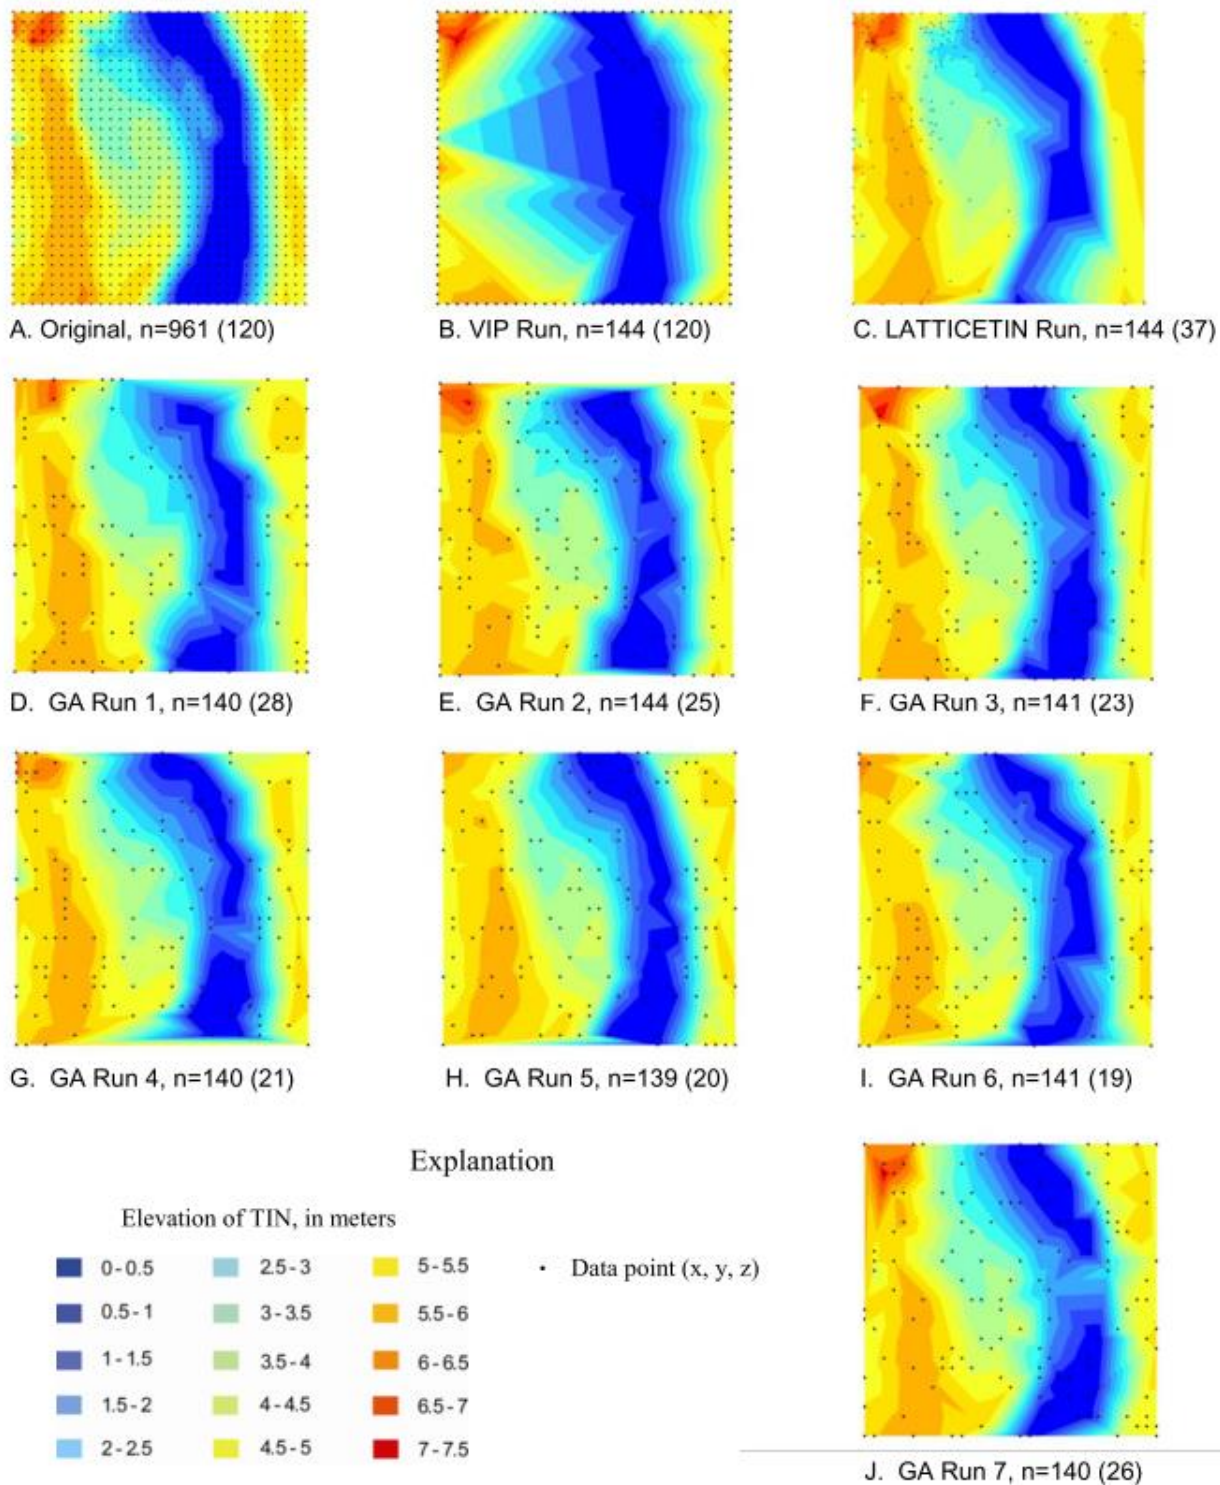 A. Original, n=961 (120)
B. VIP Run, n=144 (120)
C. LATTICETIN Run, n=144 (37)
D. GA Run 1, n=140 (28)
E. GA Run 2, n=144 (25)
F. GA Run 3, n=141 (23)
G. GA Run 4, n=140 (21)
H. GA Run 5, n=139 (20)
I. GA Run 6, n=141 (19)
Explanation
Elevation of TIN, in meters
0-0.5
0.5-1
1-1.5
1.5-2
2-2.5
2.5-3
3-3.5
3.5-4
4-4.5
4.5-5
5-5.5
5.5-6
6-6.5
6.5-7
7-7.5
Data point (x, y, z)
J. GA Run 7, n=140 (26)